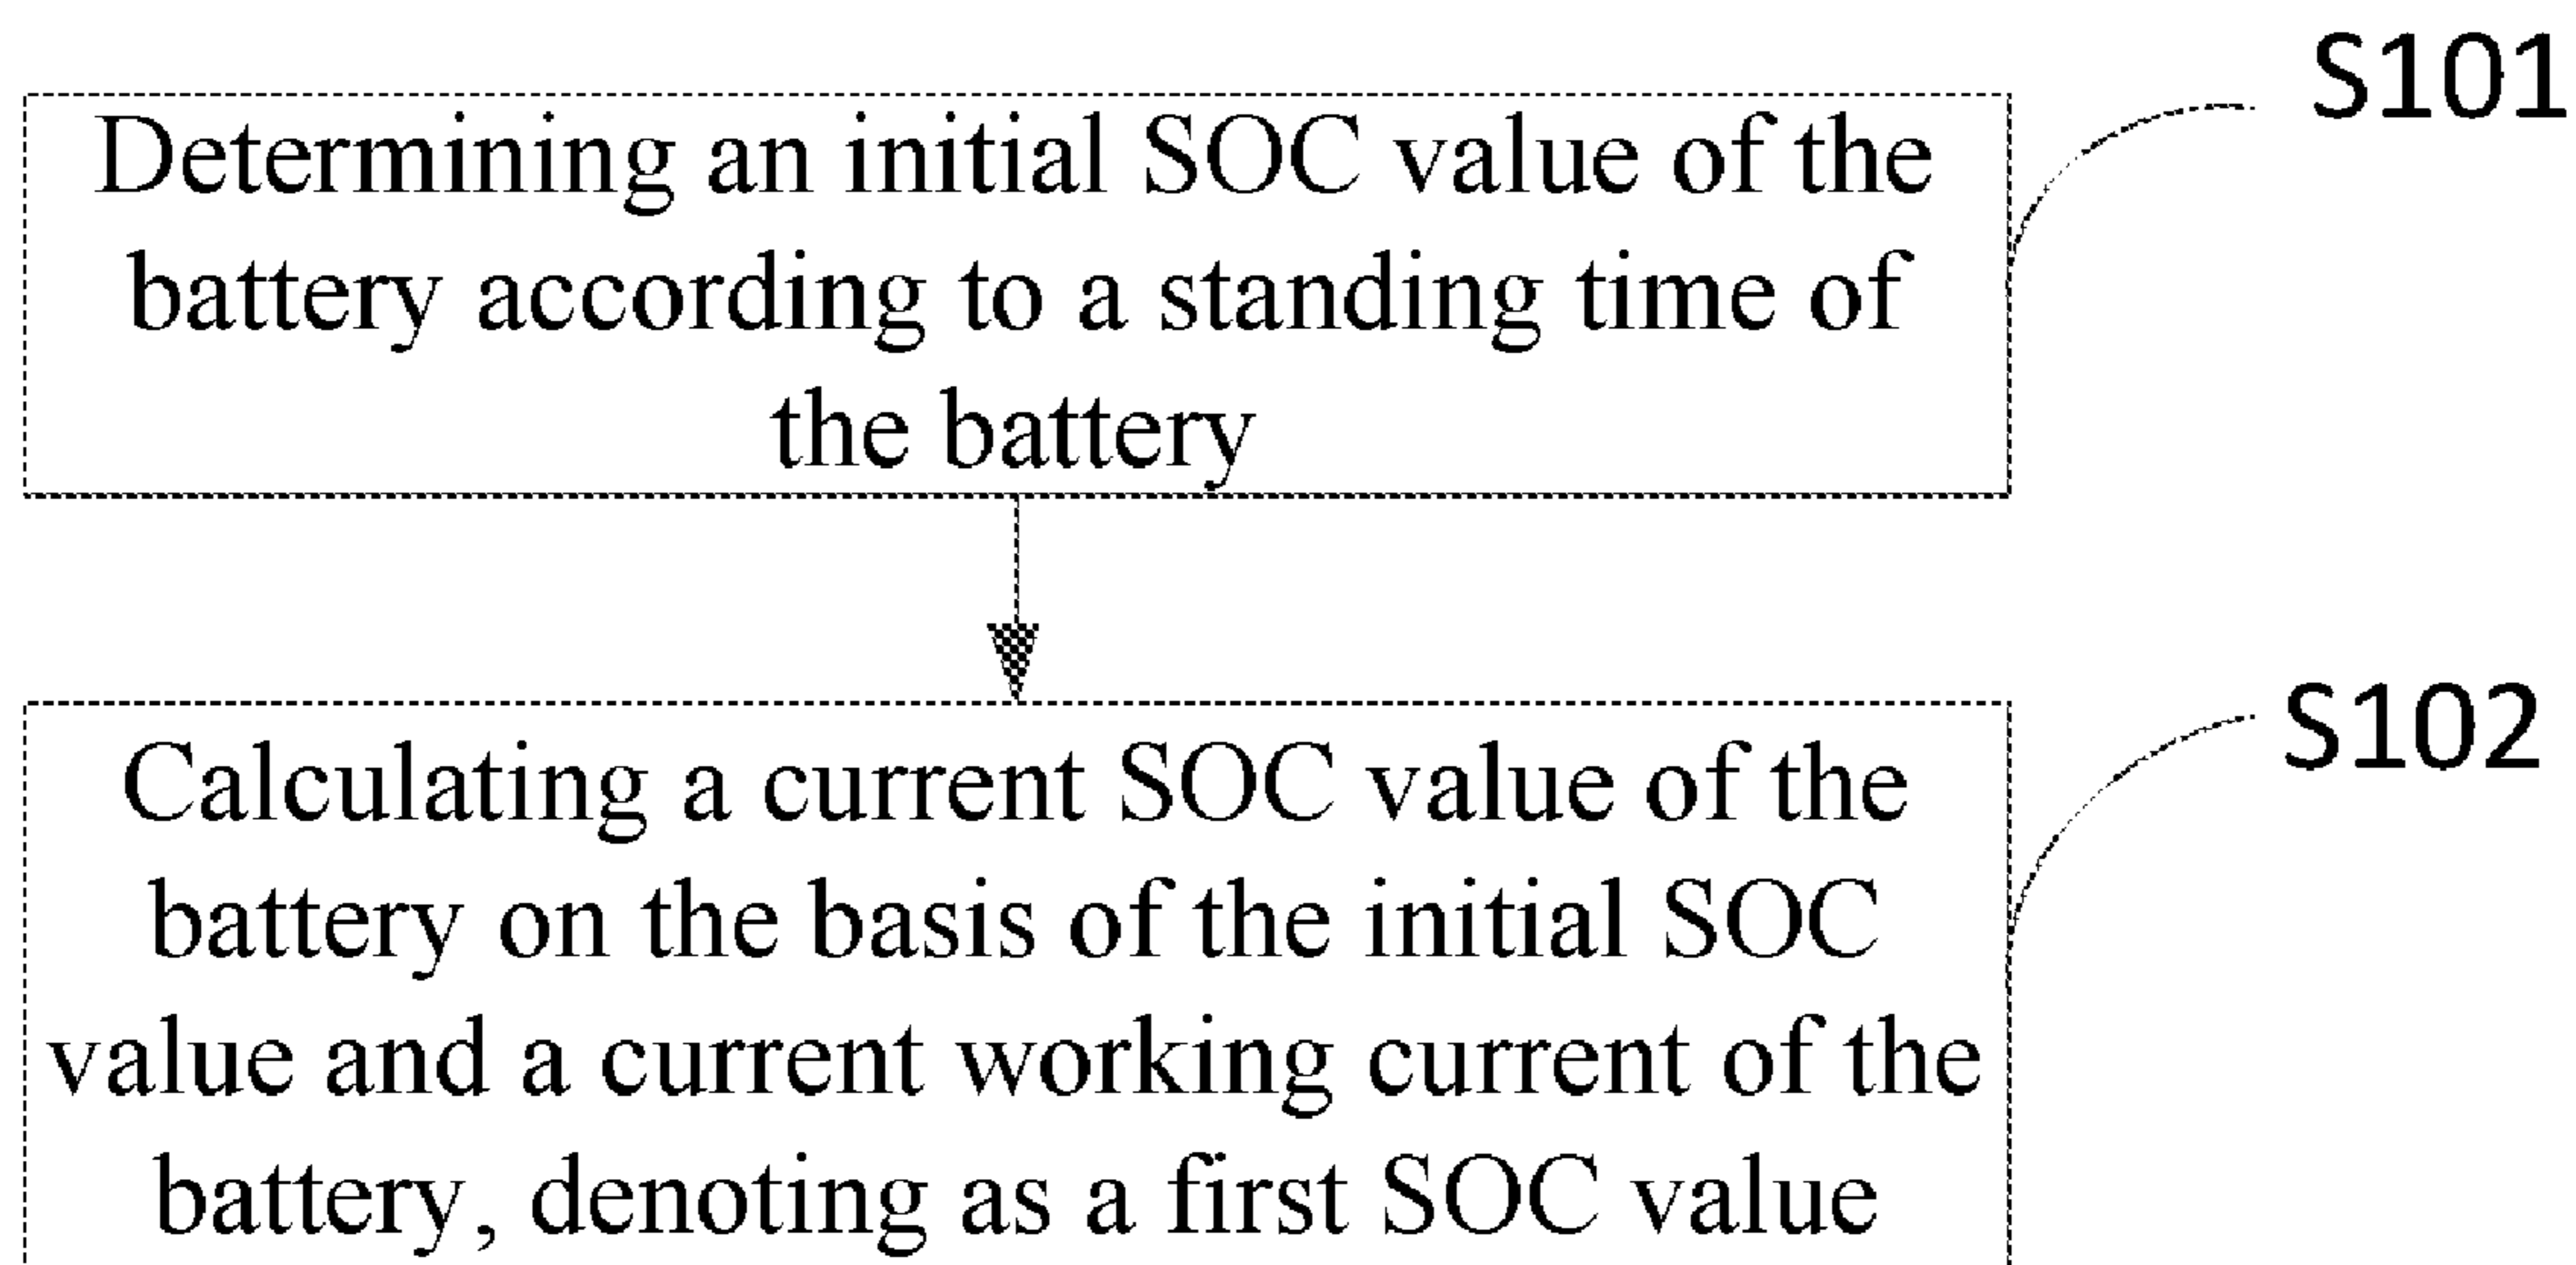 S101
Determining an initial SOC value of the
battery according to a standing time of
the battery
S102
Calculating a current SOC value of the
battery on the basis of the initial SOC
value and a current working current of the
battery, denoting as a first SOC value